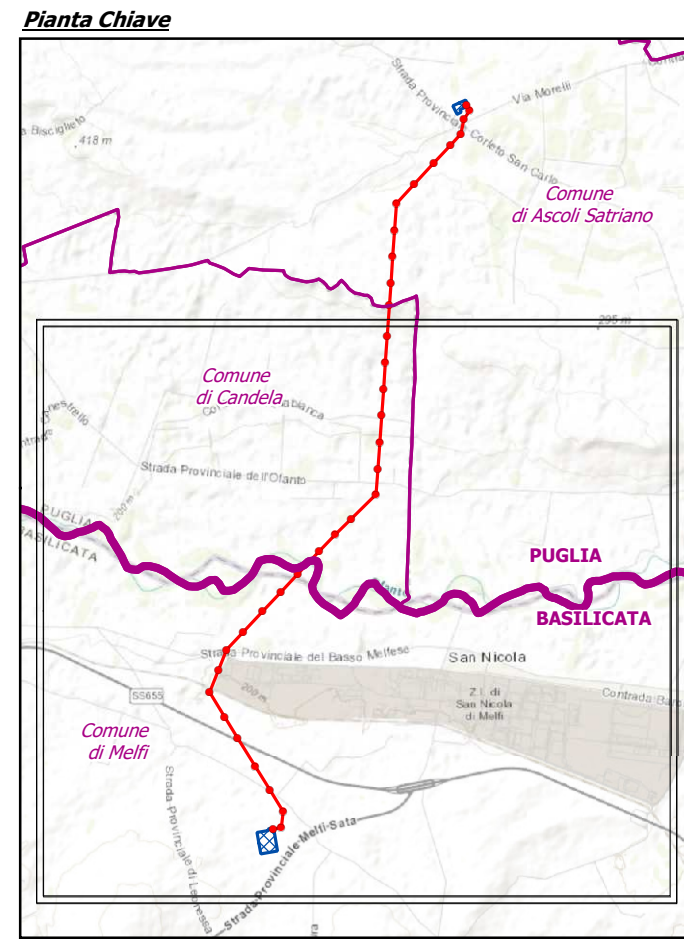 Pianta Chiave
Strada Provinciale Corleto San Carlo
Via Morelli
418 m
Comune
di Ascoli Satriano
295 m
Comune
di Candela
Strada Provinciale dell'Ofanto
200 m
PUGLIA
BASILICATA
PUGLIA
BASILICATA
Strada Provinciale del Basso Melfese
San Nicola
200 m
Z.I. di
San Nicola
di Melfi
SS655
Comune
di Melfi
Strada Provinciale di Leonessa
Strada Provinciale Melfi-Sata